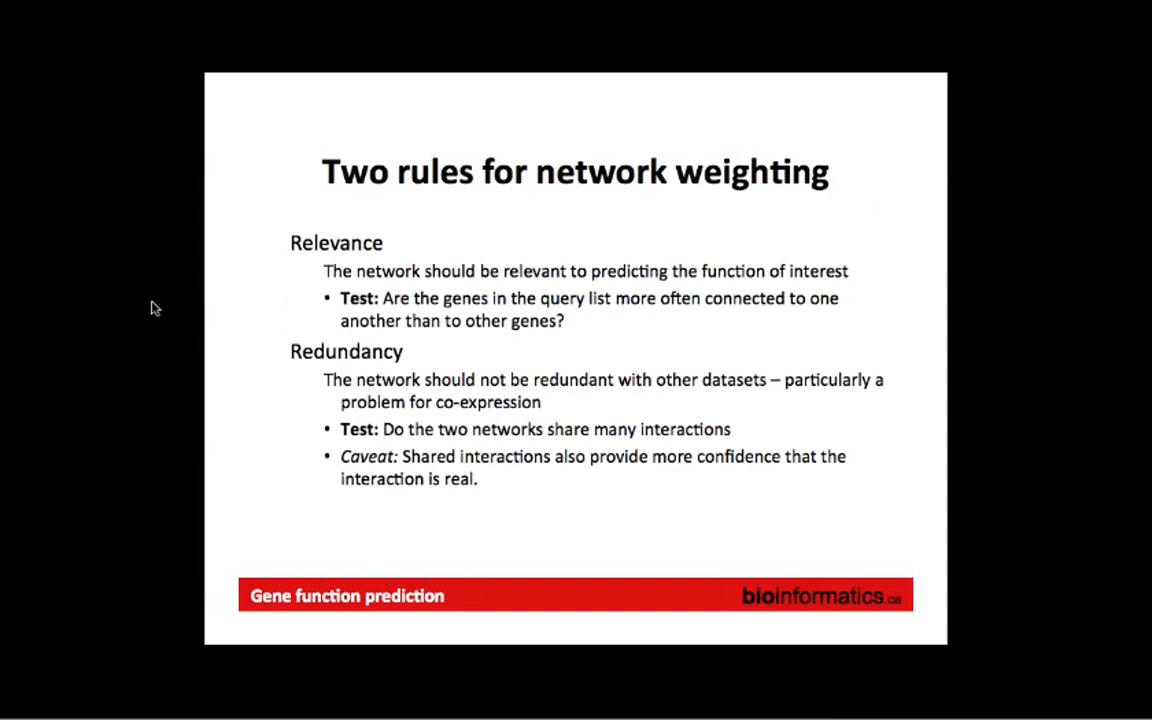 Two rules for network weighting
Relevance
The network should be relevant to predicting the function of interest
• Test: Are the genes in the query list more often connected to one
another than to other genes?
Redundancy
The network should not be redundant with other datasets – particularly a
problem for co-expression
• Test: Do the two networks share many interactions
• Caveat: Shared interactions also provide more confidence that the
interaction is real.
Gene function prediction
bioinformatics.ca